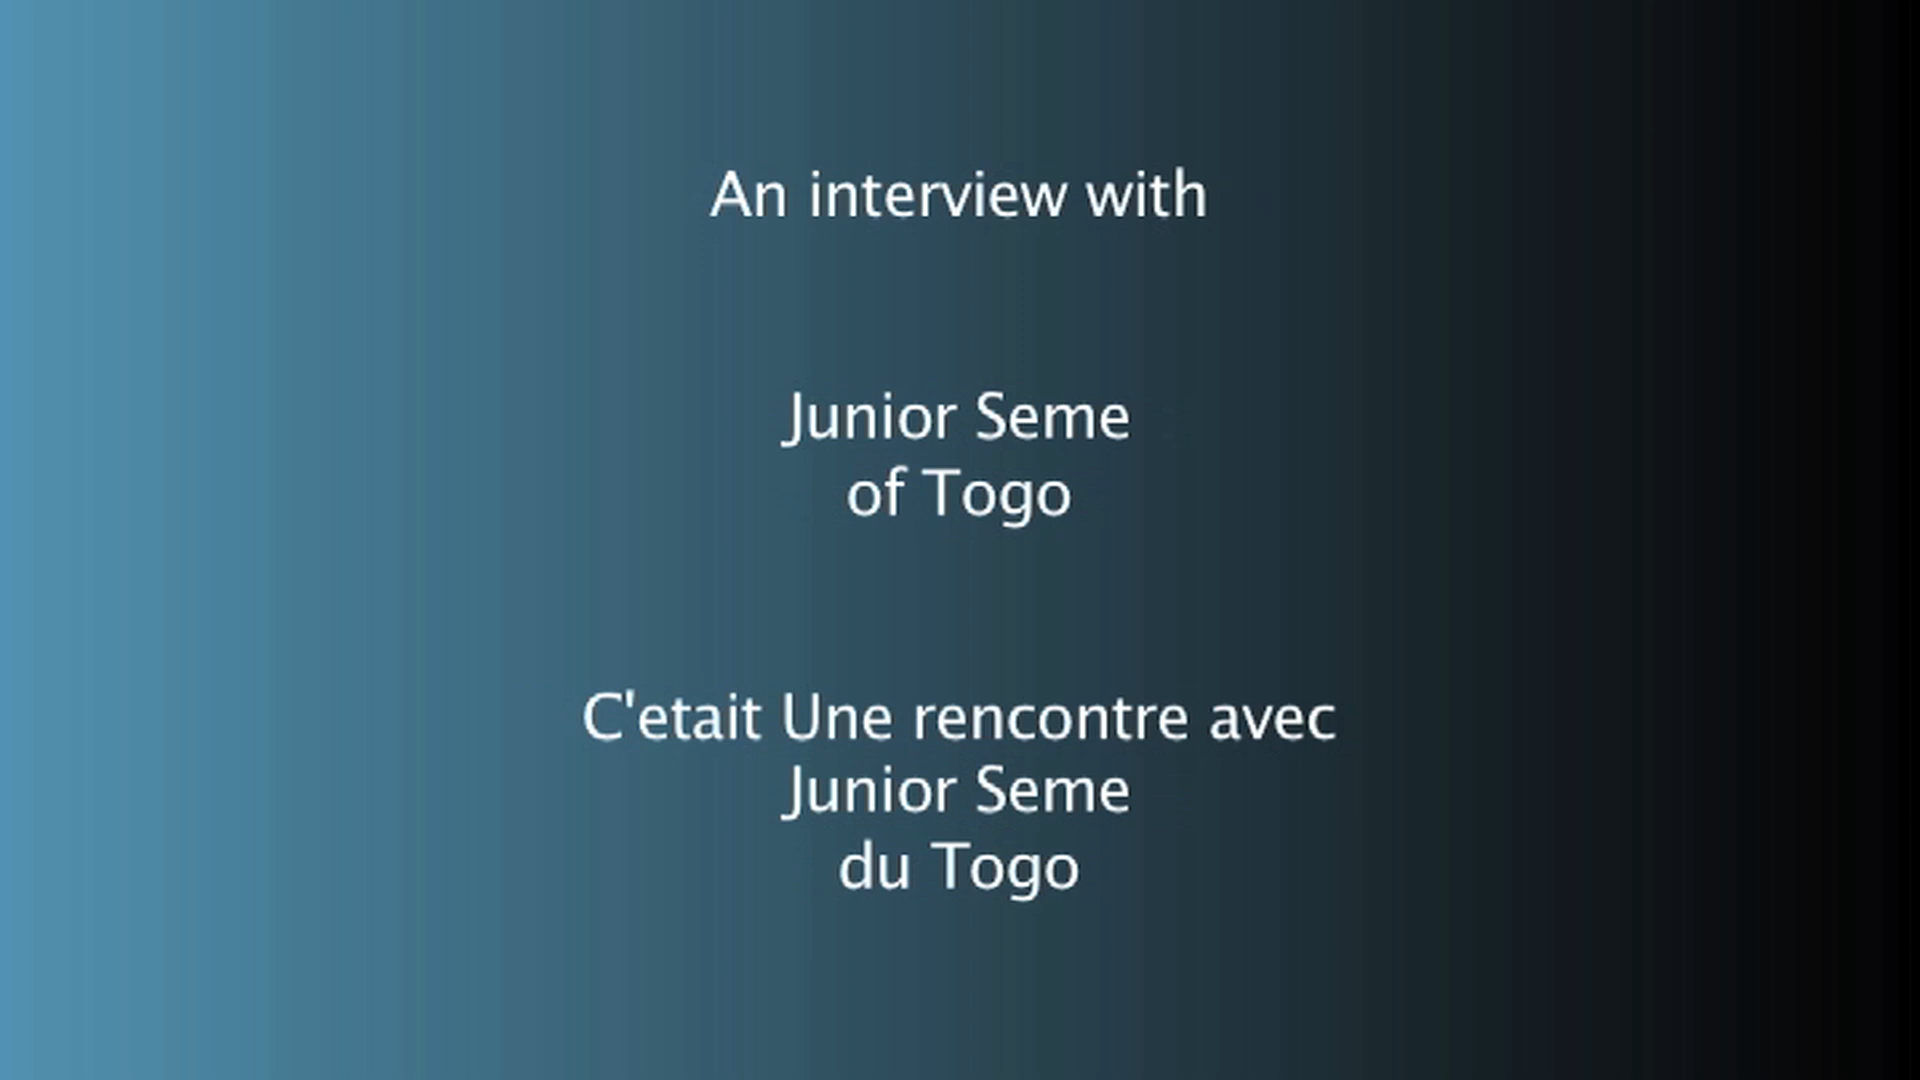 An interview with
Junior Seme
of Togo
C'etait Une rencontre avec
Junior Seme
du Togo